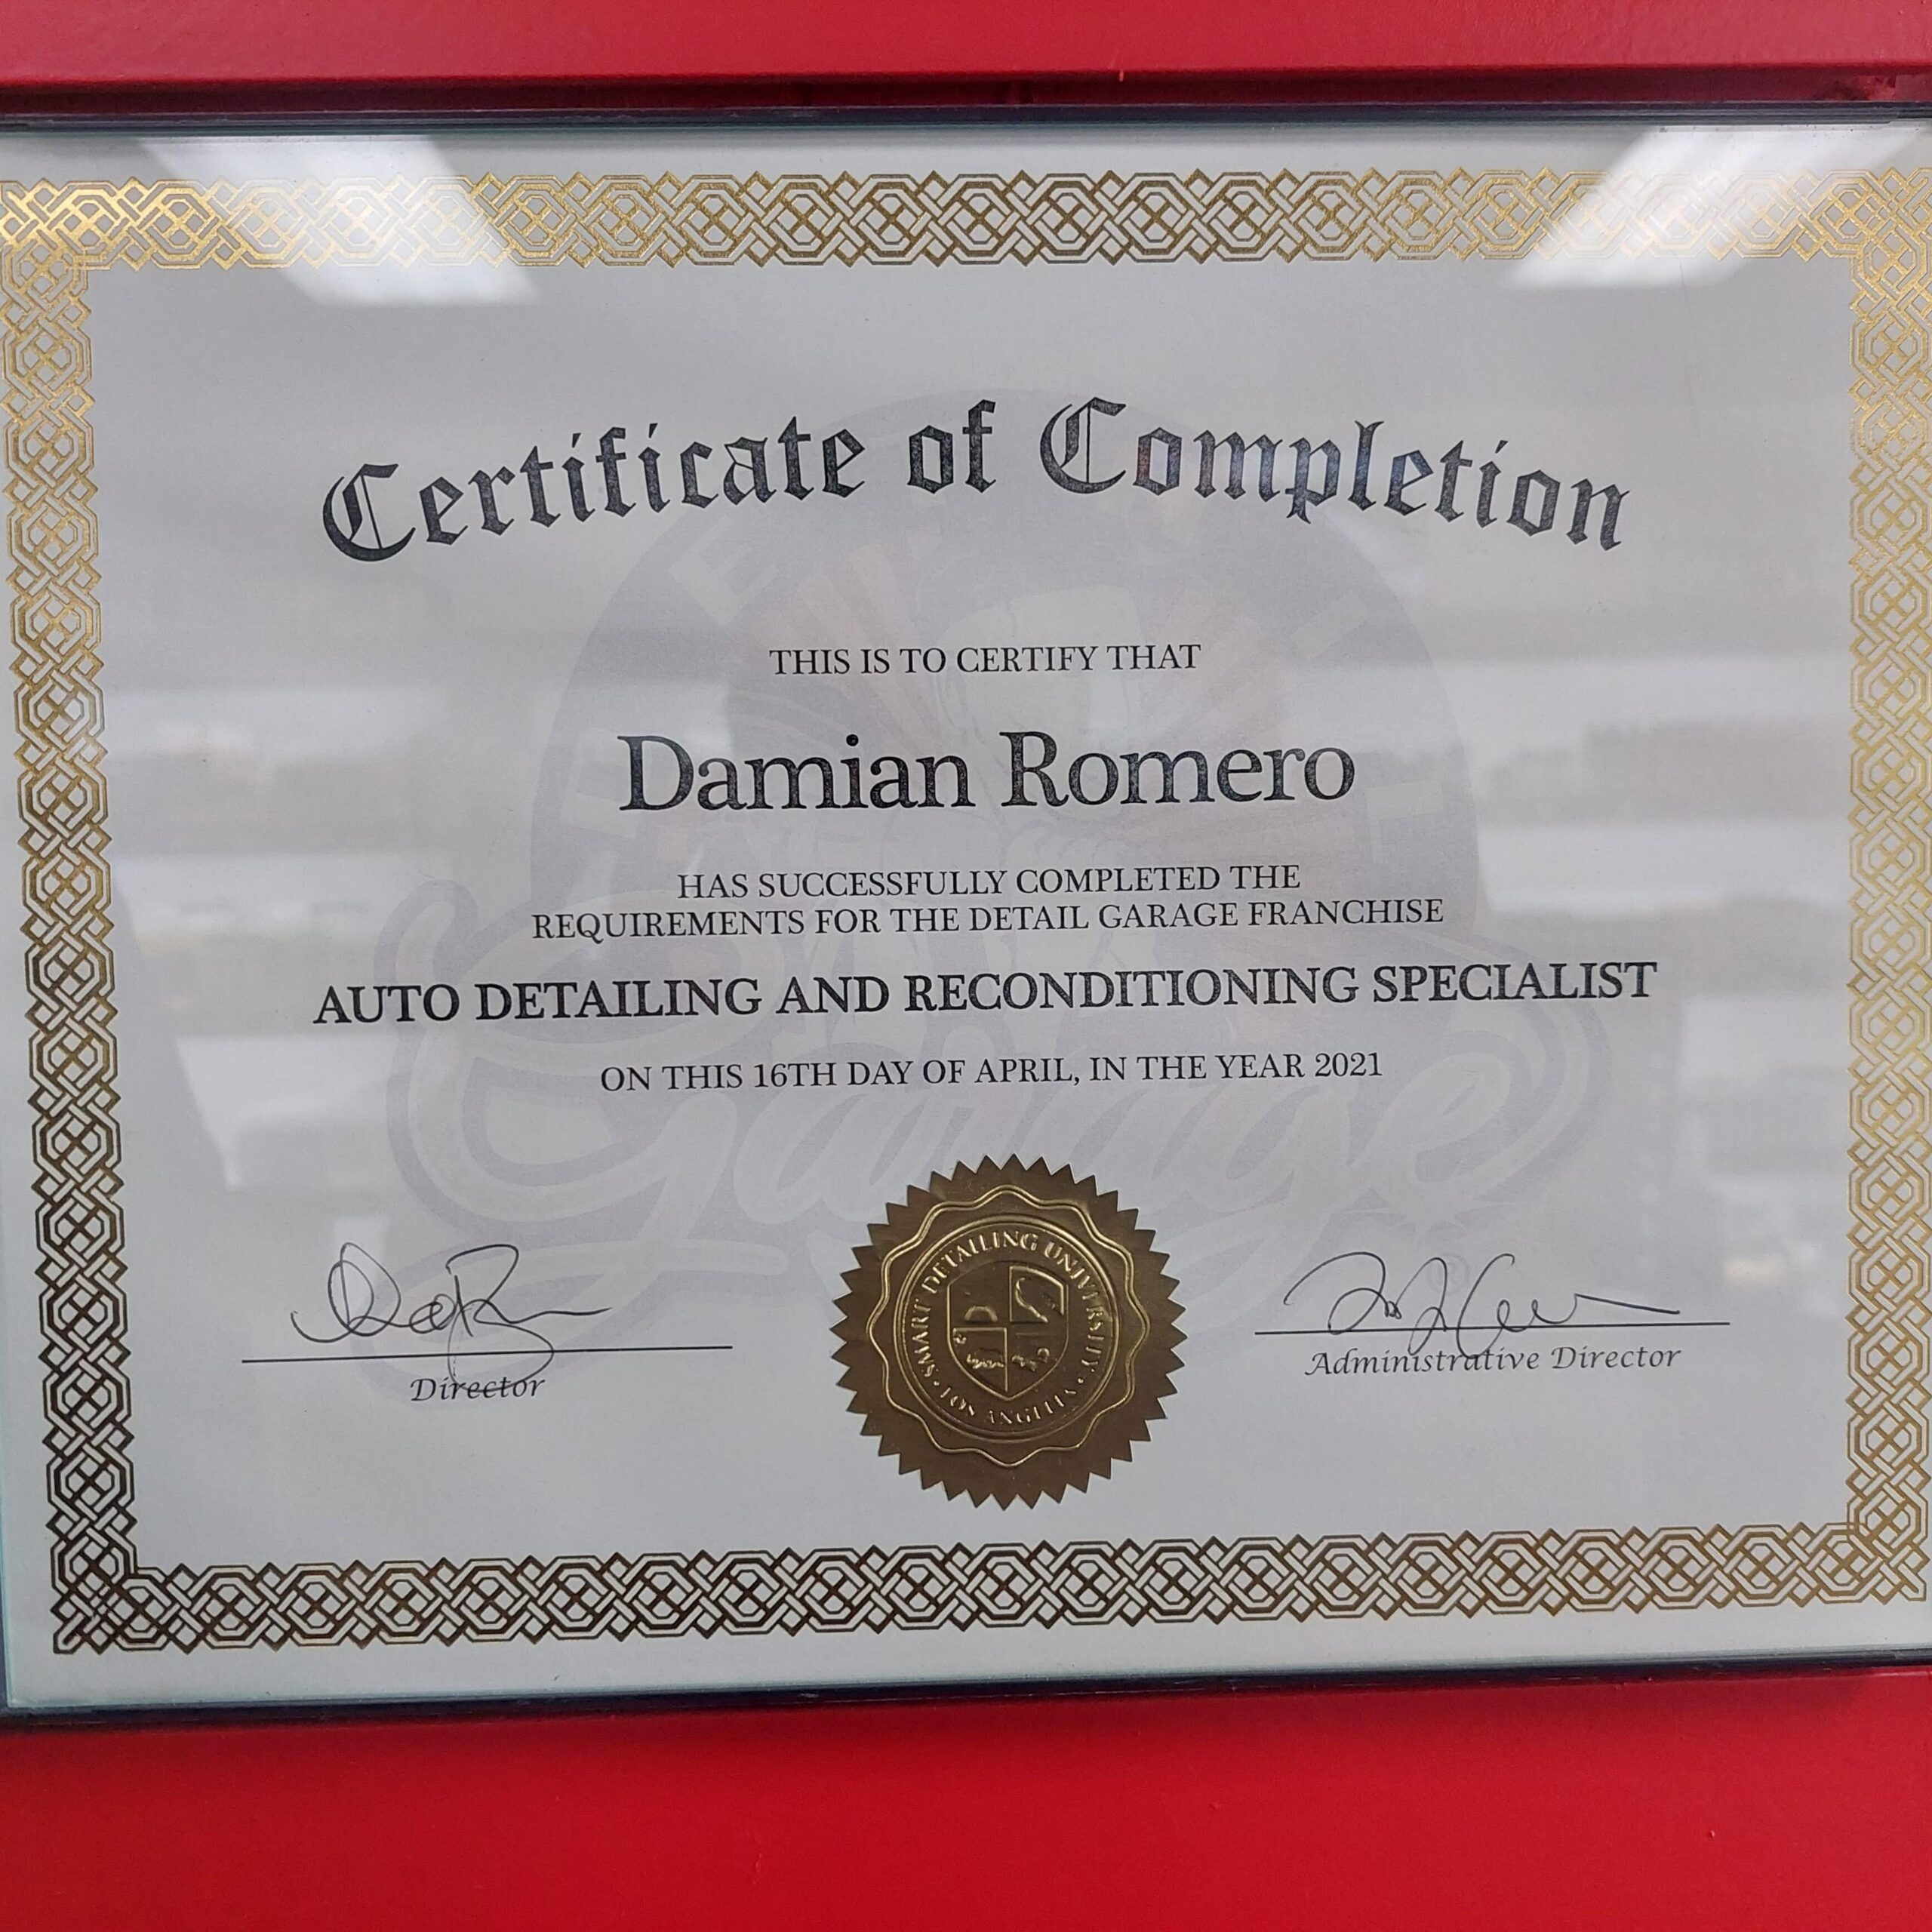 Certificate of Completion
THIS IS TO CERTIFY THAT
Damian Romero
HAS SUCCESSFULLY COMPLETED THE
REQUIREMENTS FOR THE DETAIL GARAGE FRANCHISE
AUTO DETAILING AND RECONDITIONING SPECIALIST
ON THIS 16TH DAY OF APRIL, IN THE YEAR 2021
Garage
SMART DETAILING UNIVERSITY
LOS ANGELES
Director
Administrative Director